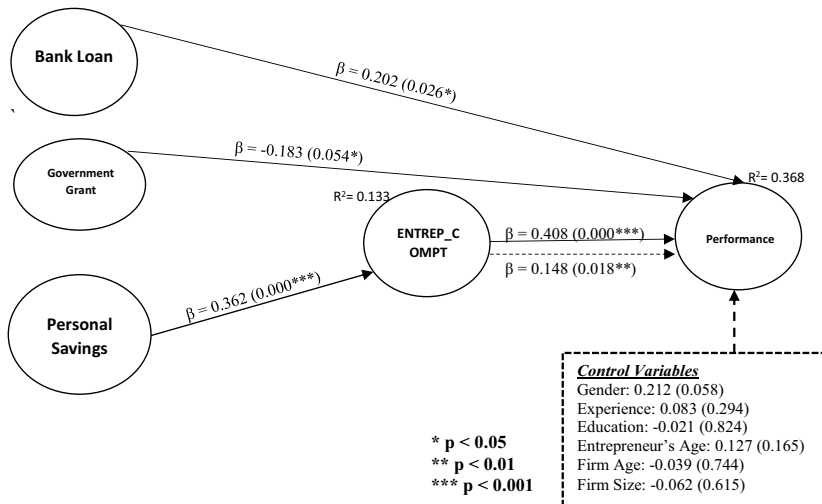 Bank Loan
β = 0.202 (0.026*)
`
Government
Grant
β = -0.183 (0.054*)
R²= 0.368
R²= 0.133
ENTREP_C
OMPT
β = 0.408 (0.000***)
β = 0.148 (0.018**)
Performance
Personal
Savings
β = 0.362 (0.000***)
Control Variables
Gender: 0.212 (0.058)
Experience: 0.083 (0.294)
Education: -0.021 (0.824)
Entrepreneur's Age: 0.127 (0.165)
Firm Age: -0.039 (0.744)
Firm Size: -0.062 (0.615)
* p < 0.05
** p < 0.01
*** p < 0.001